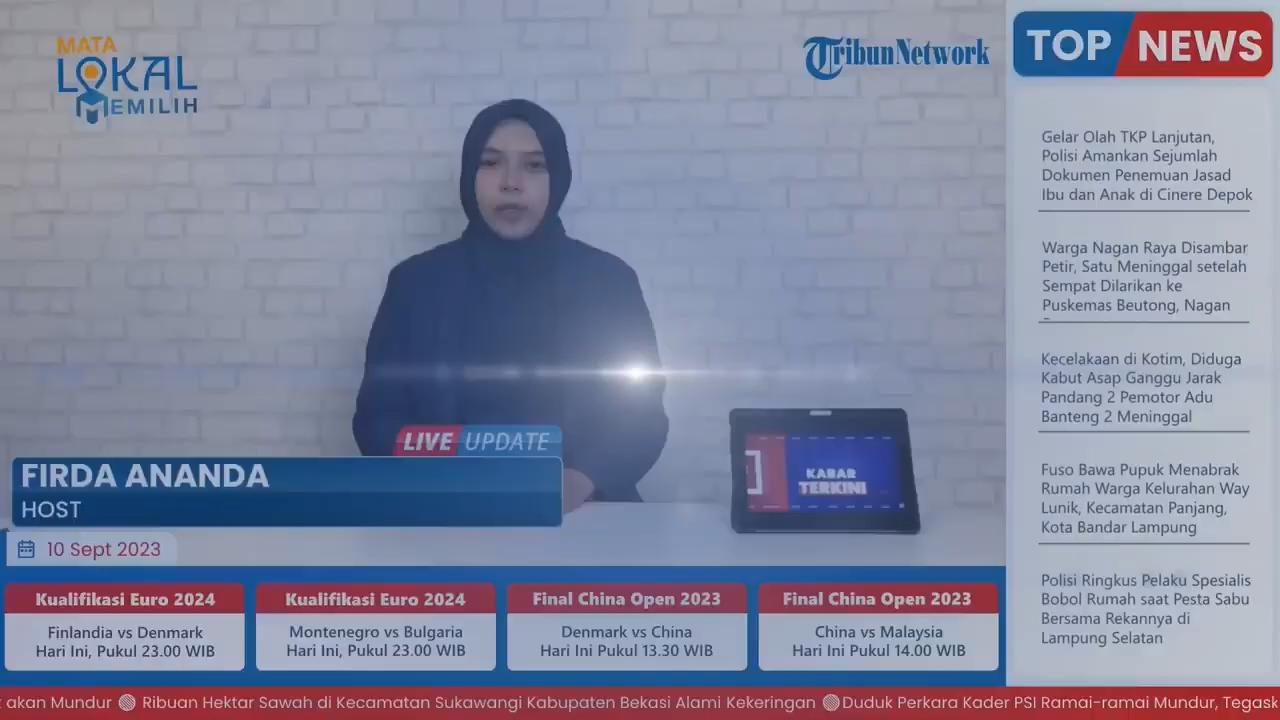 MATA
LOKAL
MEMILIH
TribunNetwork
TOP NEWS
Gelar Olah TKP Lanjutan,
Polisi Amankan Sejumlah
Dokumen Penemuan Jasad
Ibu dan Anak di Cinere Depok
Warga Nagan Raya Disambar
Petir, Satu Meninggal setelah
Sempat Dilarikan ke
Puskemas Beutong, Nagan
Kecelakaan di Kotim, Diduga
Kabut Asap Ganggu Jarak
Pandang 2 Pemotor Adu
Banteng 2 Meninggal
Fuso Bawa Pupuk Menabrak
Rumah Warga Kelurahan Way
Lunik, Kecamatan Panjang,
Kota Bandar Lampung
Polisi Ringkus Pelaku Spesialis
Bobol Rumah saat Pesta Sabu
Bersama Rekannya di
Lampung Selatan
KABAR
TERKINI
LIVE UPDATE
FIRDA ANANDA
HOST
10 Sept 2023
Kualifikasi Euro 2024
Finlandia vs Denmark
Hari Ini, Pukul 23.00 WIB
Kualifikasi Euro 2024
Montenegro vs Bulgaria
Hari Ini, Pukul 23.00 WIB
Final China Open 2023
Denmark vs China
Hari Ini Pukul 13.30 WIB
Final China Open 2023
China vs Malaysia
Hari Ini Pukul 14.00 WIB
akan Mundur Ribuan Hektar Sawah di Kecamatan Sukawangi Kabupaten Bekasi Alami Kekeringan Duduk Perkara Kader PSI Ramai-ramai Mundur, Tegask